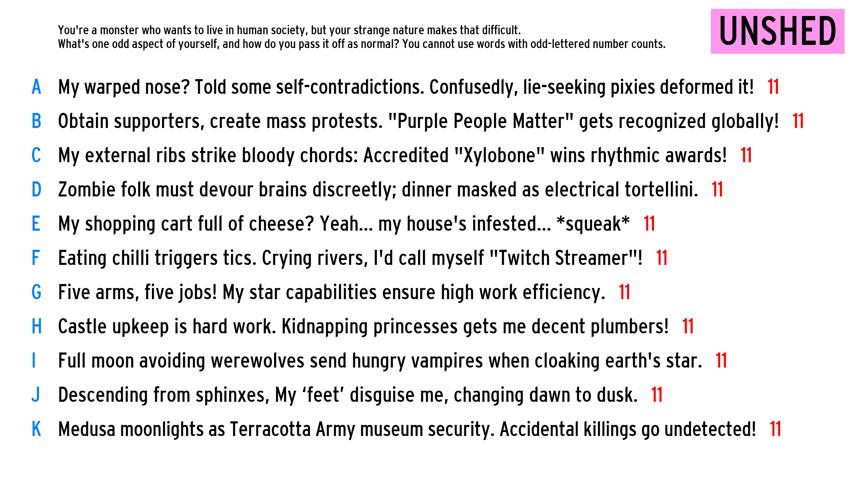 You're a monster who wants to live in human society, but your strange nature makes that difficult.
What's one odd aspect of yourself, and how do you pass it off as normal? You cannot use words with odd-lettered number counts.
UNSHED
A My warped nose? Told some self-contradictions. Confusedly, lie-seeking pixies deformed it! 11
B Obtain supporters, create mass protests. "Purple People Matter" gets recognized globally! 11
C My external ribs strike bloody chords: Accredited "Xylobone" wins rhythmic awards! 11
D Zombie folk must devour brains discreetly; dinner masked as electrical tortellini. 11
E My shopping cart full of cheese? Yeah... my house's infested... *squeak* 11
F Eating chilli triggers tics. Crying rivers, I'd call myself "Twitch Streamer"! 11
G Five arms, five jobs! My star capabilities ensure high work efficiency. 11
H Castle upkeep is hard work. Kidnapping princesses gets me decent plumbers! 11
I Full moon avoiding werewolves send hungry vampires when cloaking earth's star. 11
J Descending from sphinxes, My ‘feet’ disguise me, changing dawn to dusk. 11
K Medusa moonlights as Terracotta Army museum security. Accidental killings go undetected! 11